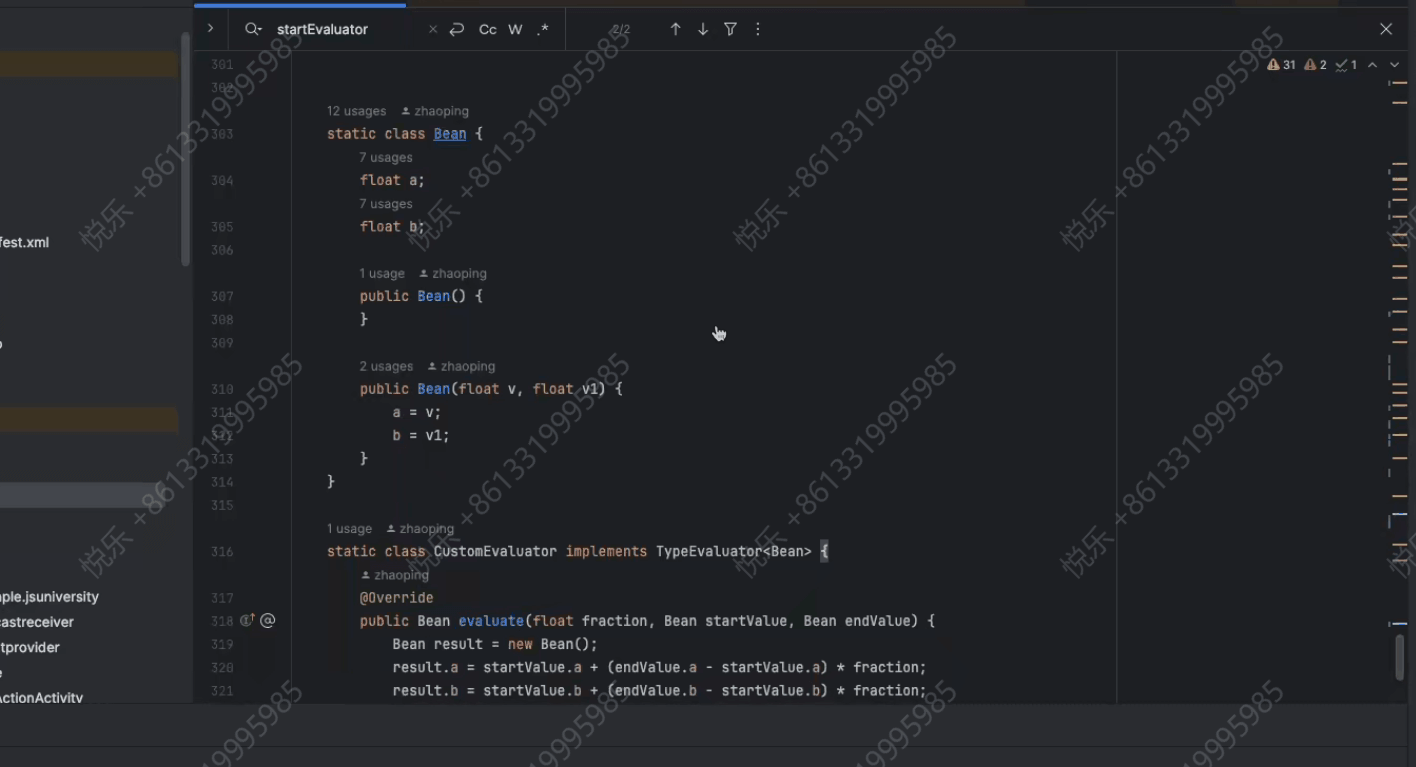 startEvaluator
Cc W .*
2/2
31 2 1
301
302
12 usages zhaoping
303 static class Bean {
7 usages
304 float a;
7 usages
305 float b;
306
1 usage zhaoping
307 public Bean() {
308 }
309
2 usages zhaoping
310 public Bean(float v, float v1) {
311 a = v;
312 b = v1;
313 }
314 }
315
1 usage zhaoping
316 static class CustomEvaluator implements TypeEvaluator<Bean> {
zhaoping
317 @Override
318 public Bean evaluate(float fraction, Bean startValue, Bean endValue) {
319 Bean result = new Bean();
320 result.a = startValue.a + (endValue.a - startValue.a) * fraction;
321 result.b = startValue.b + (endValue.b - startValue.b) * fraction;
fest.xml
ple.jsuniversity
castreceiver
tprovider
e
ActionActivity
悦乐 +8613319995985
悦乐 +8613319995985
悦乐 +8613319995985
悦乐 +8613319995985
悦乐 +8613319995985
悦乐 +8613319995985
悦乐 +8613319995985
悦乐 +8613319995985